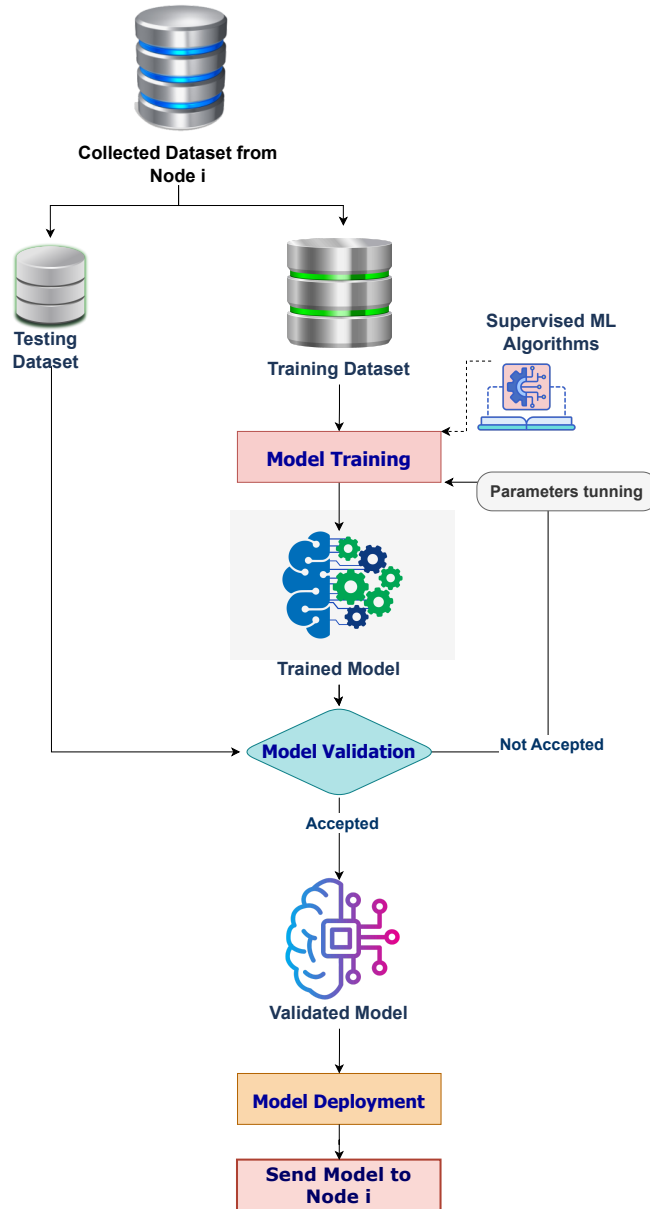 Collected Dataset from
Node i
Testing
Dataset
Training Dataset
Supervised ML
Algorithms
Model Training
Parameters tunning
Trained Model
Model Validation
Not Accepted
Accepted
Validated Model
Model Deployment
Send Model to
Node i